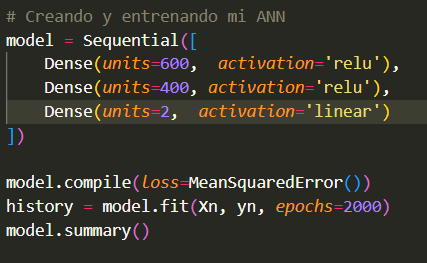 # Creando y entrenando mi ANN
model = Sequential([
    Dense(units=600,  activation='relu'),
    Dense(units=400, activation='relu'),
    Dense(units=2,  activation='linear')
])

model.compile(loss=MeanSquaredError())
history = model.fit(Xn, yn, epochs=2000)
model.summary()